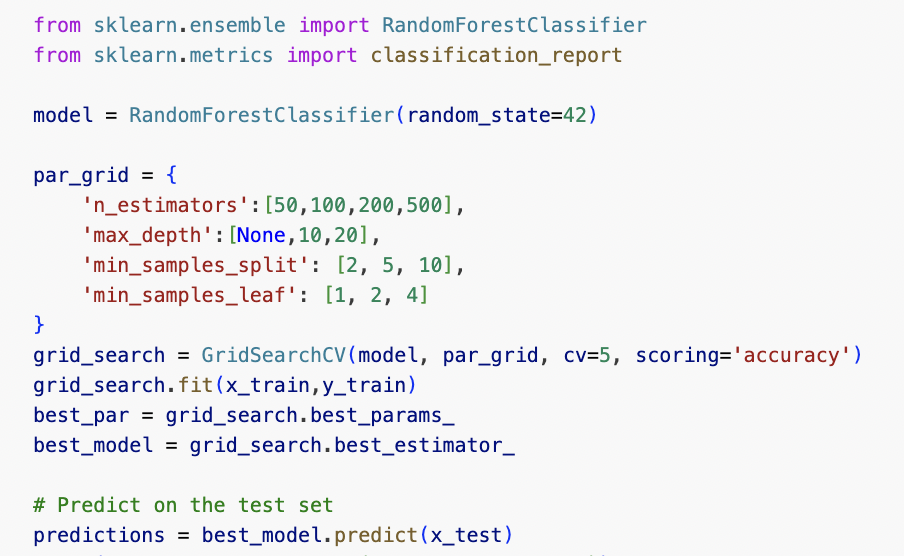 from sklearn.ensemble import RandomForestClassifier
from sklearn.metrics import classification_report
model = RandomForestClassifier(random_state=42)
par_grid = {
    'n_estimators':[50,100,200,500],
    'max_depth':[None,10,20],
    'min_samples_split': [2, 5, 10],
    'min_samples_leaf': [1, 2, 4]
}
grid_search = GridSearchCV(model, par_grid, cv=5, scoring='accuracy')
grid_search.fit(x_train,y_train)
best_par = grid_search.best_params_
best_model = grid_search.best_estimator_
# Predict on the test set
predictions = best_model.predict(x_test)